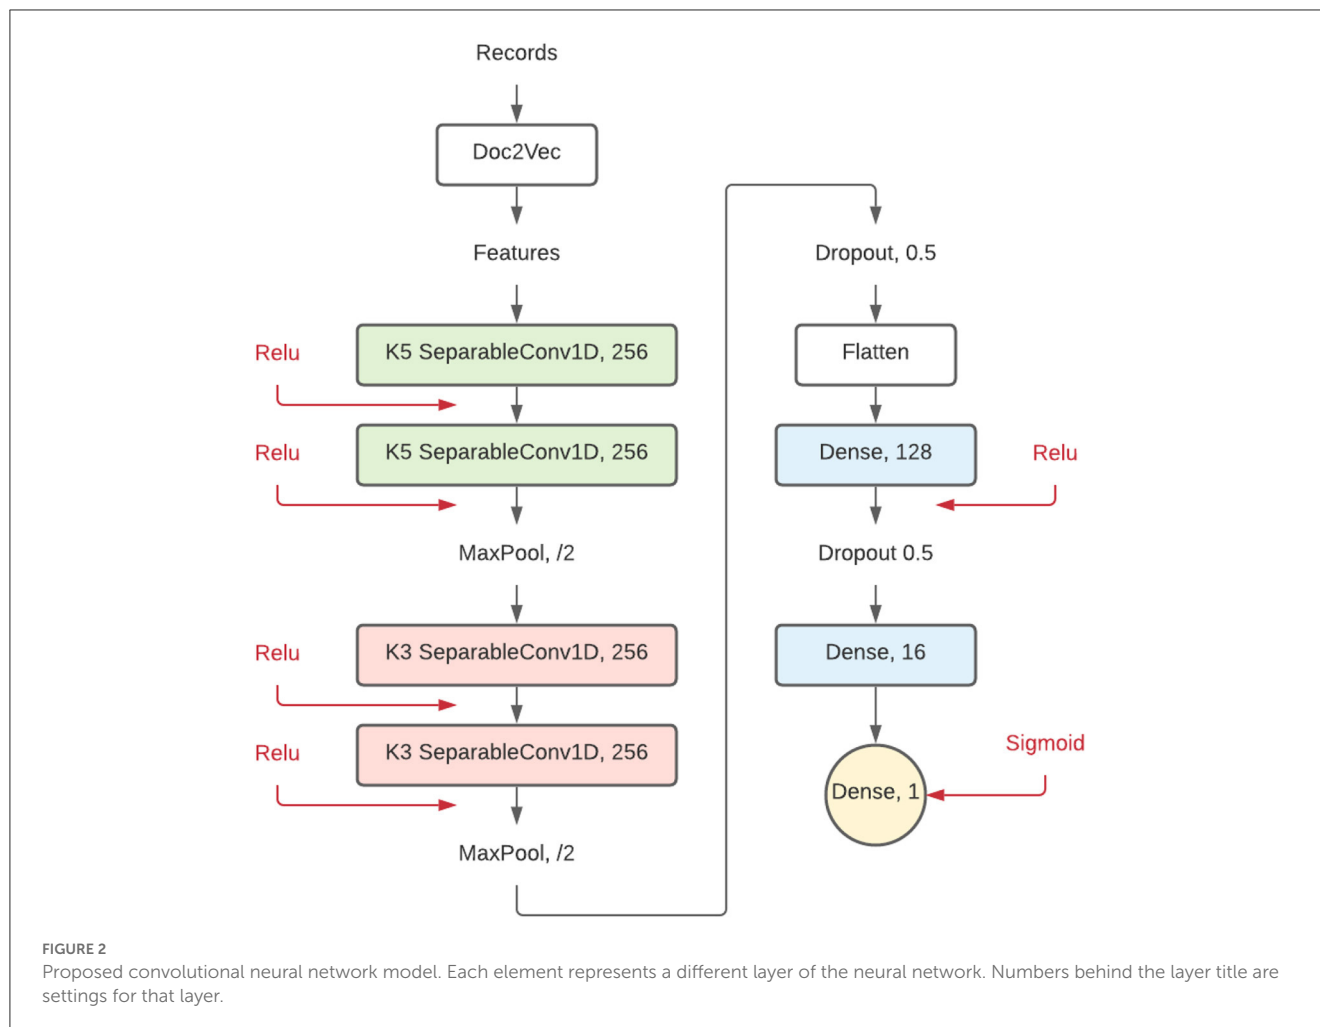 Records
Doc2Vec
Features
Relu
K5 SeparableConv1D, 256
Relu
K5 SeparableConv1D, 256
MaxPool, /2
Relu
K3 SeparableConv1D, 256
Relu
K3 SeparableConv1D, 256
MaxPool, /2
Dropout, 0.5
Flatten
Dense, 128
Relu
Dropout 0.5
Dense, 16
Sigmoid
Dense, 1
FIGURE 2
Proposed convolutional neural network model. Each element represents a different layer of the neural network. Numbers behind the layer title are
settings for that layer.